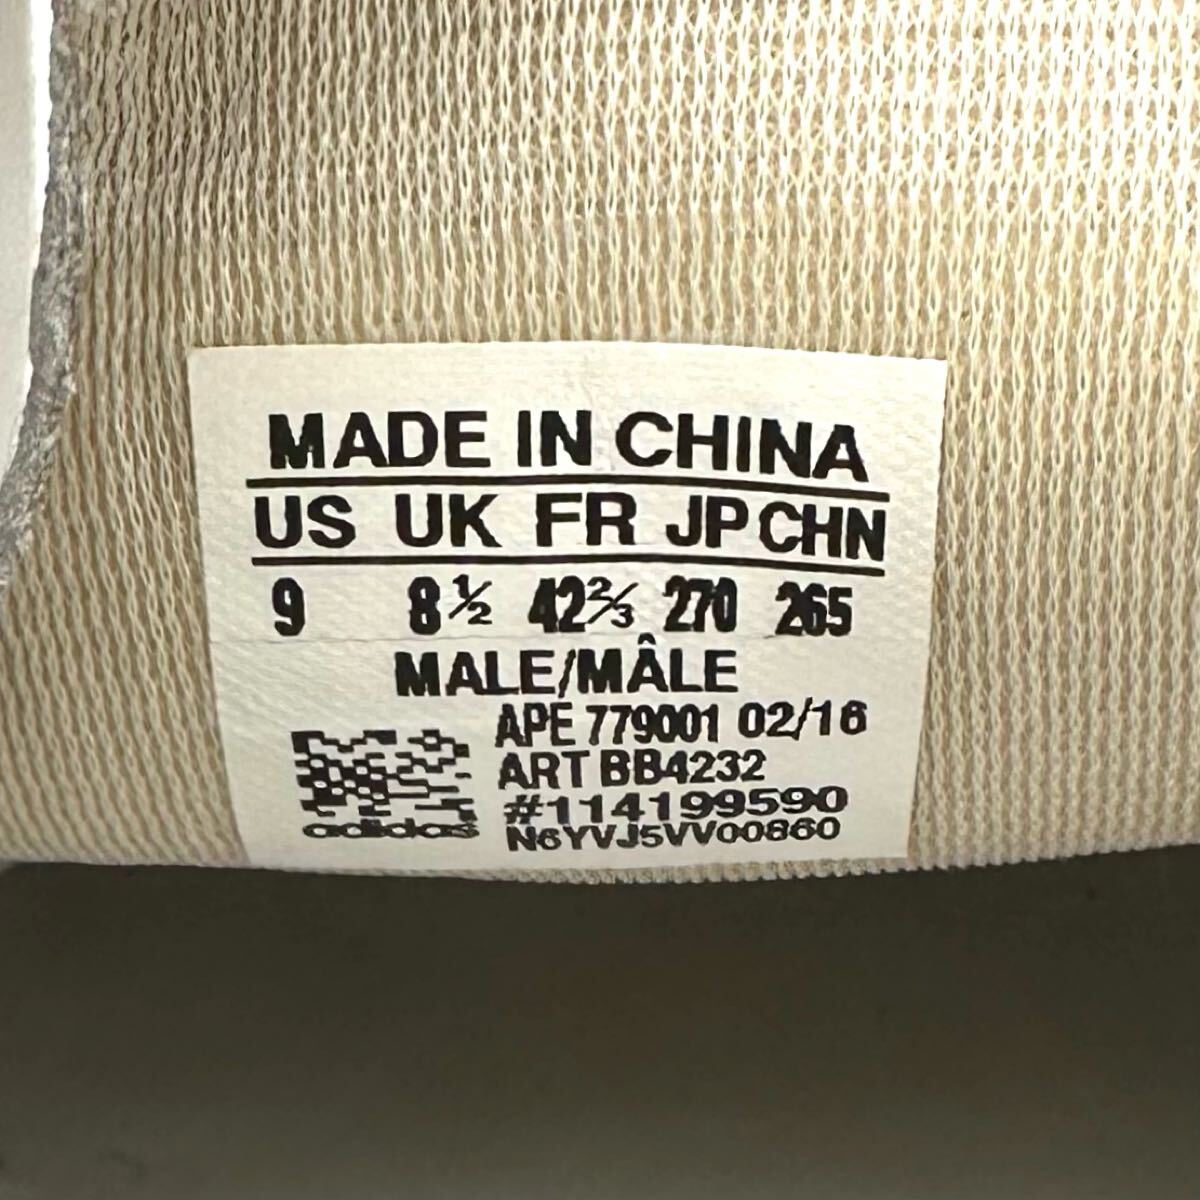 MADE IN CHINA
US UK FR JP CHN
9 8½ 42⅔ 270 265
MALE/MÂLE
APE 779001 02/16
ART BB4232
#114199590
adidas N6YVJ5VV00860